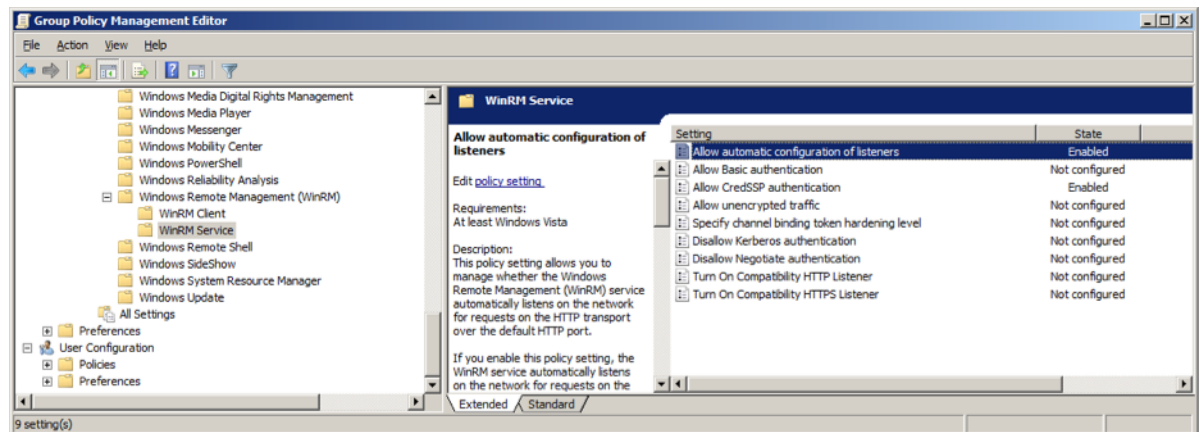 Group Policy Management Editor
File Action View Help
Windows Media Digital Rights Management
Windows Media Player
Windows Messenger
Windows Mobility Center
Windows PowerShell
Windows Reliability Analysis
Windows Remote Management (WinRM)
WinRM Client
WinRM Service
Windows Remote Shell
Windows SideShow
Windows System Resource Manager
Windows Update
All Settings
Preferences
User Configuration
Policies
Preferences
WinRM Service
Allow automatic configuration of
listeners
Edit policy setting
Requirements:
At least Windows Vista
Description:
This policy setting allows you to
manage whether the Windows
Remote Management (WinRM) service
automatically listens on the network
for requests on the HTTP transport
over the default HTTP port.
If you enable this policy setting, the
WinRM service automatically listens
on the network for requests on the
Setting State
Allow automatic configuration of listeners Enabled
Allow Basic authentication Not configured
Allow CredSSP authentication Enabled
Allow unencrypted traffic Not configured
Specify channel binding token hardening level Not configured
Disallow Kerberos authentication Not configured
Disallow Negotiate authentication Not configured
Turn On Compatibility HTTP Listener Not configured
Turn On Compatibility HTTPS Listener Not configured
Extended Standard
9 setting(s)